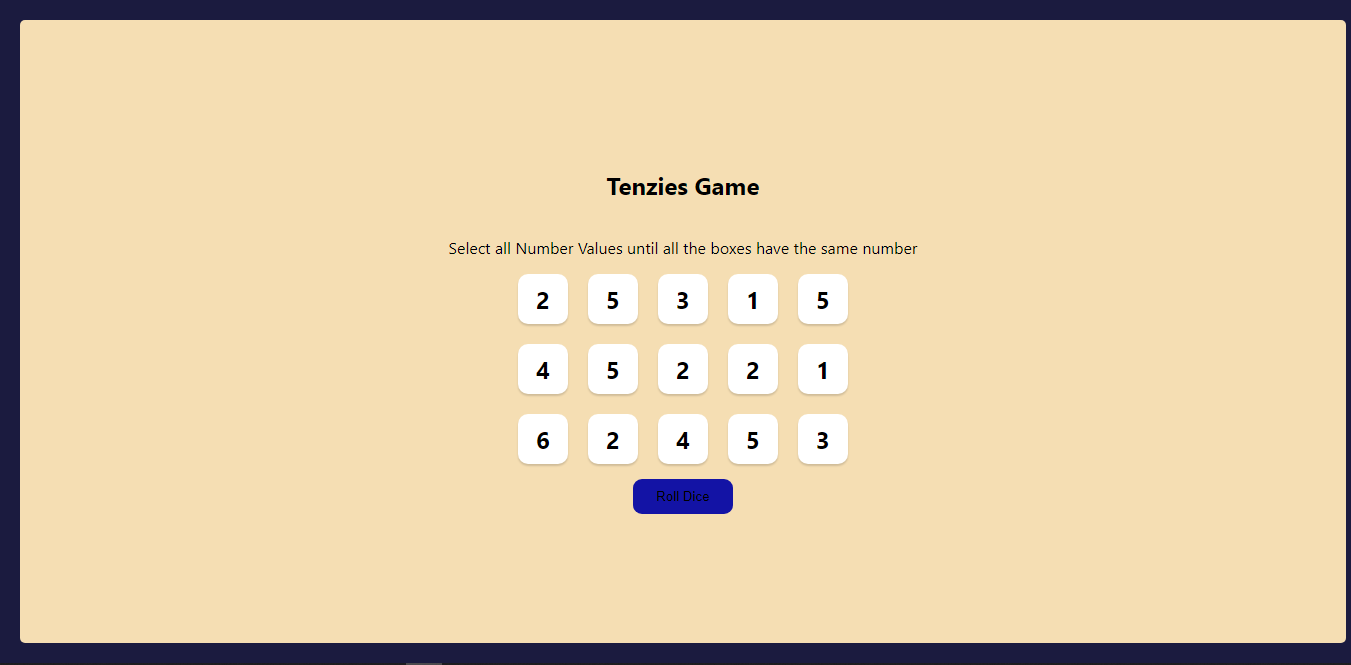 Tenzies Game
Select all Number Values until all the boxes have the same number
2 5 3 1 5
4 5 2 2 1
6 2 4 5 3
Roll Dice